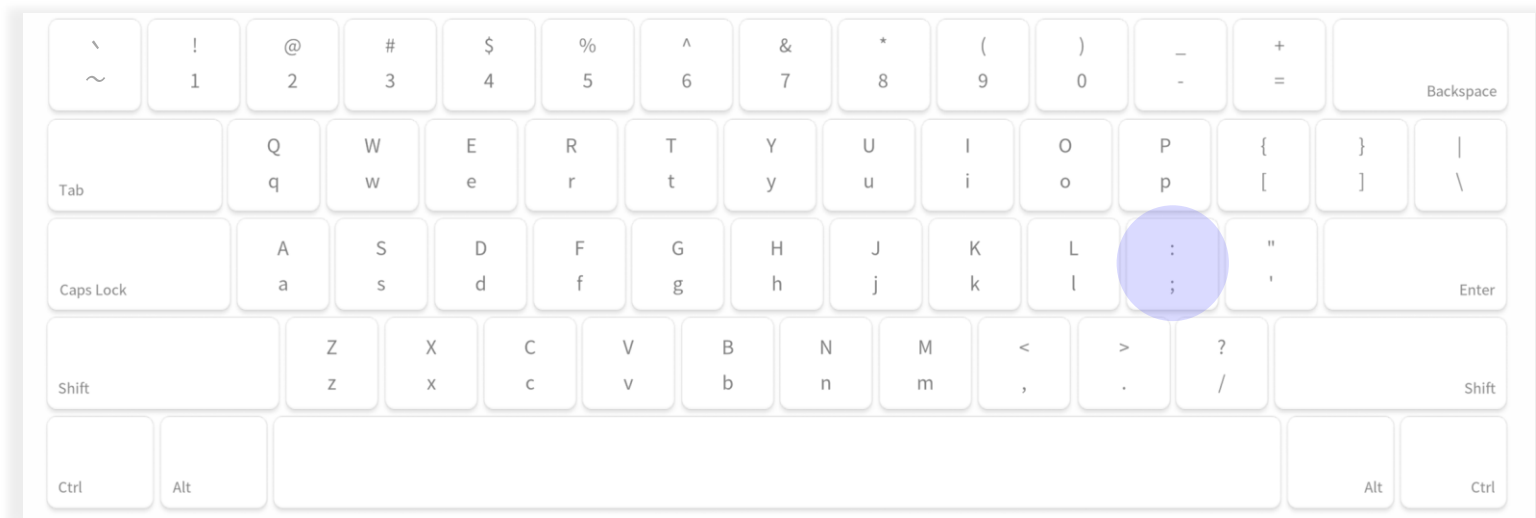 、 ! @ # $ % ^ & * ( ) _ +
～ 1 2 3 4 5 6 7 8 9 0 - = Backspace
Q W E R T Y U I O P { } |
Tab q w e r t y u i o p [ ] \
A S D F G H J K L : "
Caps Lock a s d f g h j k l ; ' Enter
Z X C V B N M < > ?
Shift z x c v b n m , . / Shift
Ctrl Alt Alt Ctrl